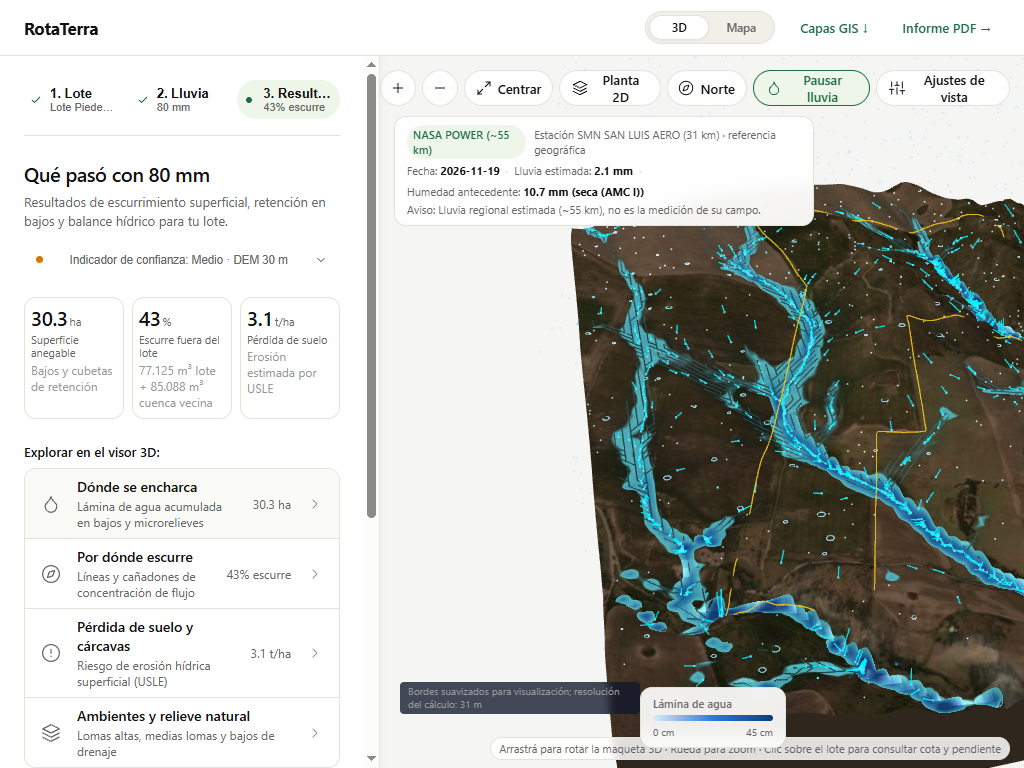 RotaTerra
3D
Mapa
Capas GIS ↓
Informe PDF →
1. Lote
Lote Piede...
2. Lluvia
80 mm
3. Result...
43% escurre
+
−
Centrar
Planta
2D
Norte
Pausar
lluvia
Ajustes de
vista
NASA POWER (~55
km)
Estación SMN SAN LUIS AERO (31 km) · referencia
geográfica
Fecha: 2026-11-19 · Lluvia estimada: 2.1 mm ·
Humedad antecedente: 10.7 mm (seca (AMC I))
Aviso: Lluvia regional estimada (~55 km), no es la medición de su campo.
Qué pasó con 80 mm
Resultados de escurrimiento superficial, retención en
bajos y balance hídrico para tu lote.
Indicador de confianza: Medio · DEM 30 m
30.3 ha
Superficie
anegable
Bajos y cubetas
de retención
43 %
Escurre fuera del
lote
77.125 m³ lote
+ 85.088 m³
cuenca vecina
3.1 t/ha
Pérdida de suelo
Erosión
estimada por
USLE
Explorar en el visor 3D:
Dónde se encharca
Lámina de agua acumulada
en bajos y microrelieves
30.3 ha
Por dónde escurre
Líneas y cañadones de
concentración de flujo
43% escurre
Pérdida de suelo y
cárcavas
Riesgo de erosión hídrica
superficial (USLE)
3.1 t/ha
Ambientes y relieve natural
Lomas altas, medias lomas y bajos de
drenaje
Bordes suavizados para visualización; resolución
del cálculo: 31 m
Lámina de agua
0 cm
45 cm
Arrastrá para rotar la maqueta 3D · Rueda para zoom · Clic sobre el lote para consultar cota y pendiente